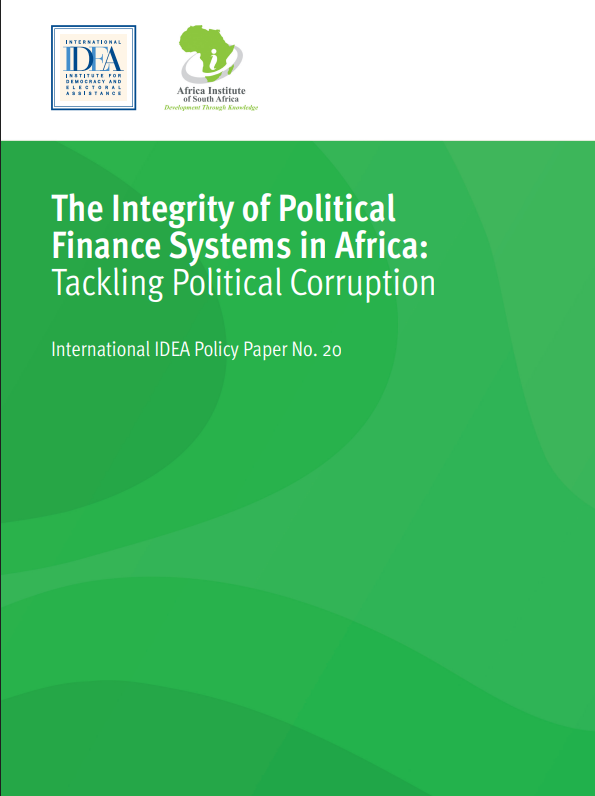 INTERNATIONAL
IDEA
INSTITUTE FOR
DEMOCRACY AND
ELECTORAL
ASSISTANCE
i
Africa Institute
of South Africa
Development Through Knowledge
The Integrity of Political
Finance Systems in Africa:
Tackling Political Corruption
International IDEA Policy Paper No. 20